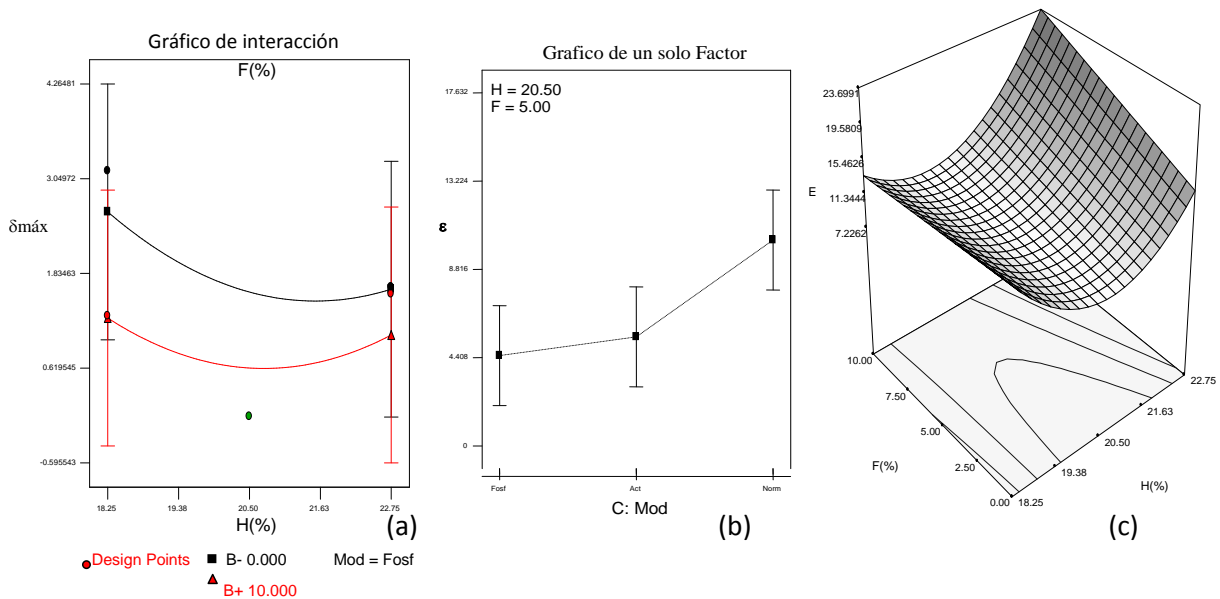 Gráfico de interacción
F(%)
4.26481
3.04972
δmáx
1.83463
0.619545
-0.595543
18.25
19.38
20.50
21.63
22.75
H(%)
(a)
Design Points
B- 0.000
Mod = Fosf
B+ 10.000
Grafico de un solo Factor
H = 20.50
F = 5.00
17.632
13.224
ε
8.816
4.408
0
Fosf
Act
Norm
C: Mod
(b)
23.6991
19.5809
15.4626
E
11.3444
7.2262
10.00
7.50
5.00
2.50
0.00
F(%)
22.75
21.63
20.50
19.38
18.25
H(%)
(c)